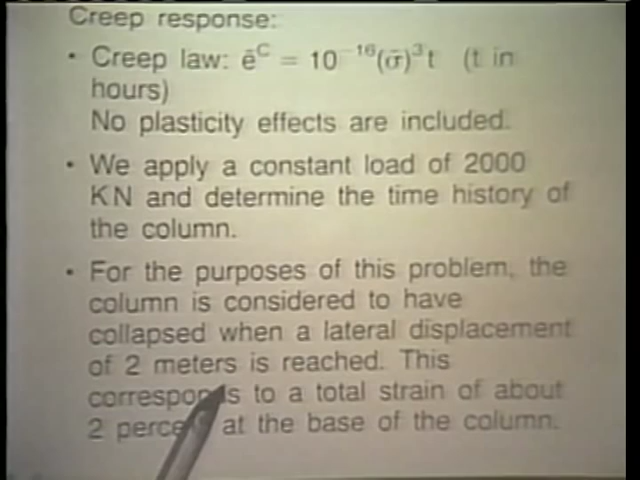 Creep response:
• Creep law: ēᶜ = 10⁻¹⁶(σ̄)³t (t in
hours)
No plasticity effects are included.
• We apply a constant load of 2000
KN and determine the time history of
the column.
• For the purposes of this problem, the
column is considered to have
collapsed when a lateral displacement
of 2 meters is reached. This
corresponds to a total strain of about
2 percent at the base of the column.